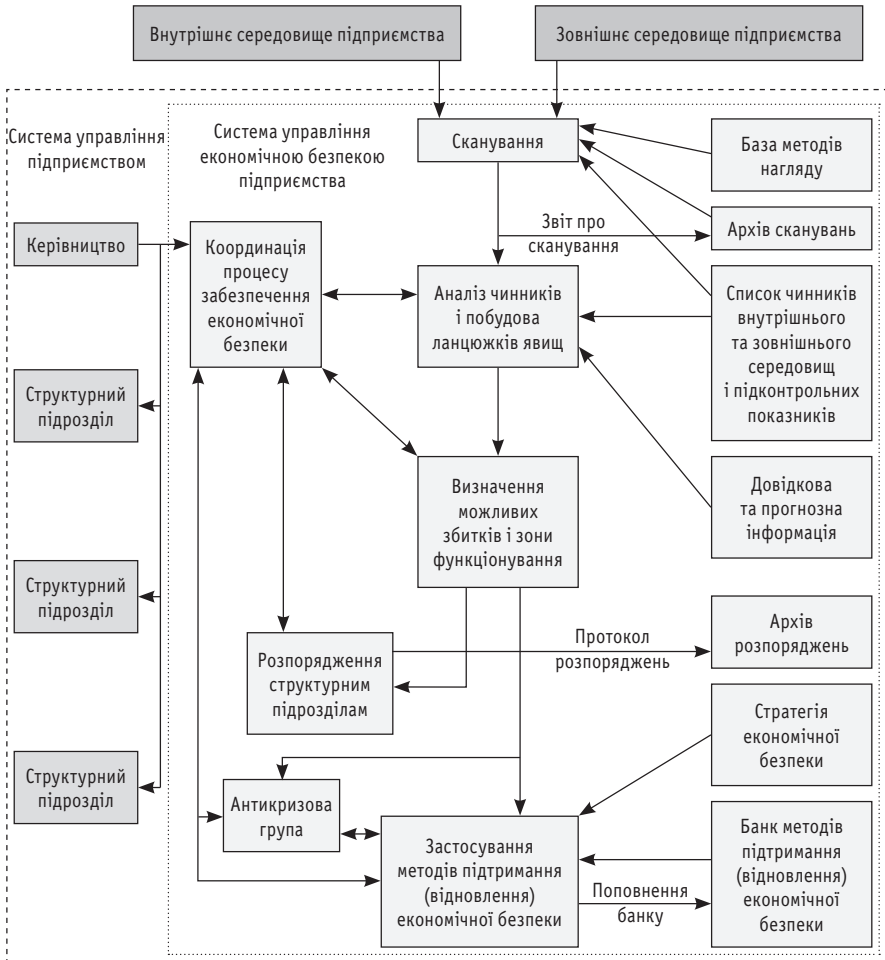 Внутрішнє середовище підприємства
Зовнішнє середовище підприємства
Система управління
підприємством
Система управління
економічною безпекою
підприємства
Сканування
База методів
нагляду
Керівництво
Координація
процесу
забезпечення
економічної
безпеки
Звіт про
сканування
Архів сканувань
Аналіз чинників
і побудова
ланцюжків явищ
Список чинників
внутрішнього
та зовнішнього
середовищ
і підконтрольних
показників
Структурний
підрозділ
Визначення
можливих
збитків і зони
функціонування
Довідкова
та прогнозна
інформація
Структурний
підрозділ
Розпорядження
структурним
підрозділам
Протокол
розпоряджень
Архів
розпоряджень
Стратегія
економічної
безпеки
Структурний
підрозділ
Антикризова
група
Застосування
методів підтримання
(відновлення)
економічної безпеки
Поповнення
банку
Банк методів
підтримання
(відновлення)
економічної
безпеки